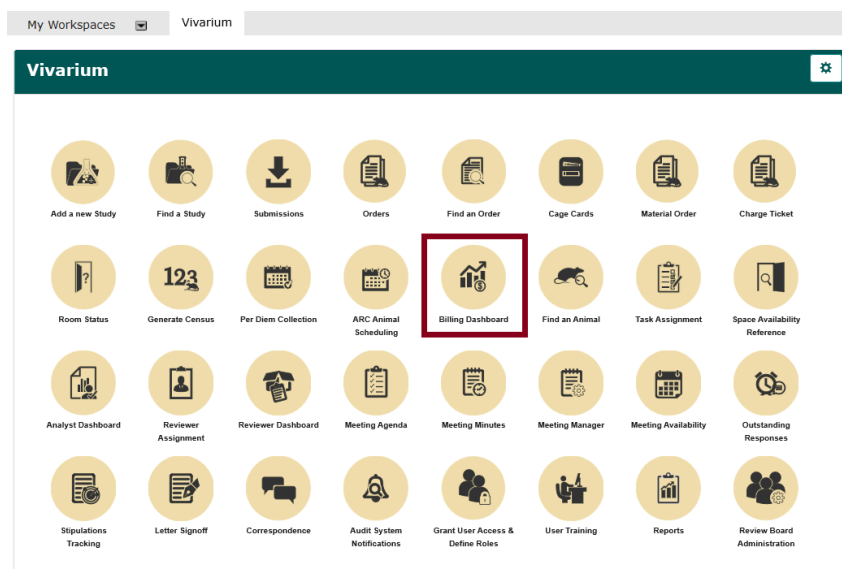 My Workspaces
Vivarium
Vivarium
Add a new Study
Find a Study
Submissions
Orders
Find an Order
Cage Cards
Material Order
Charge Ticket
?
123
$
Room Status
Generate Census
Per Diem Collection
ARC Animal
Scheduling
Billing Dashboard
Find an Animal
Task Assignment
Space Availability
Reference
Analyst Dashboard
Reviewer
Assignment
Reviewer Dashboard
Meeting Agenda
Meeting Minutes
Meeting Manager
Meeting Availability
Outstanding
Responses
Stipulations
Tracking
Letter Signoff
Correspondence
Audit System
Notifications
Grant User Access &
Define Roles
User Training
Reports
Review Board
Administration